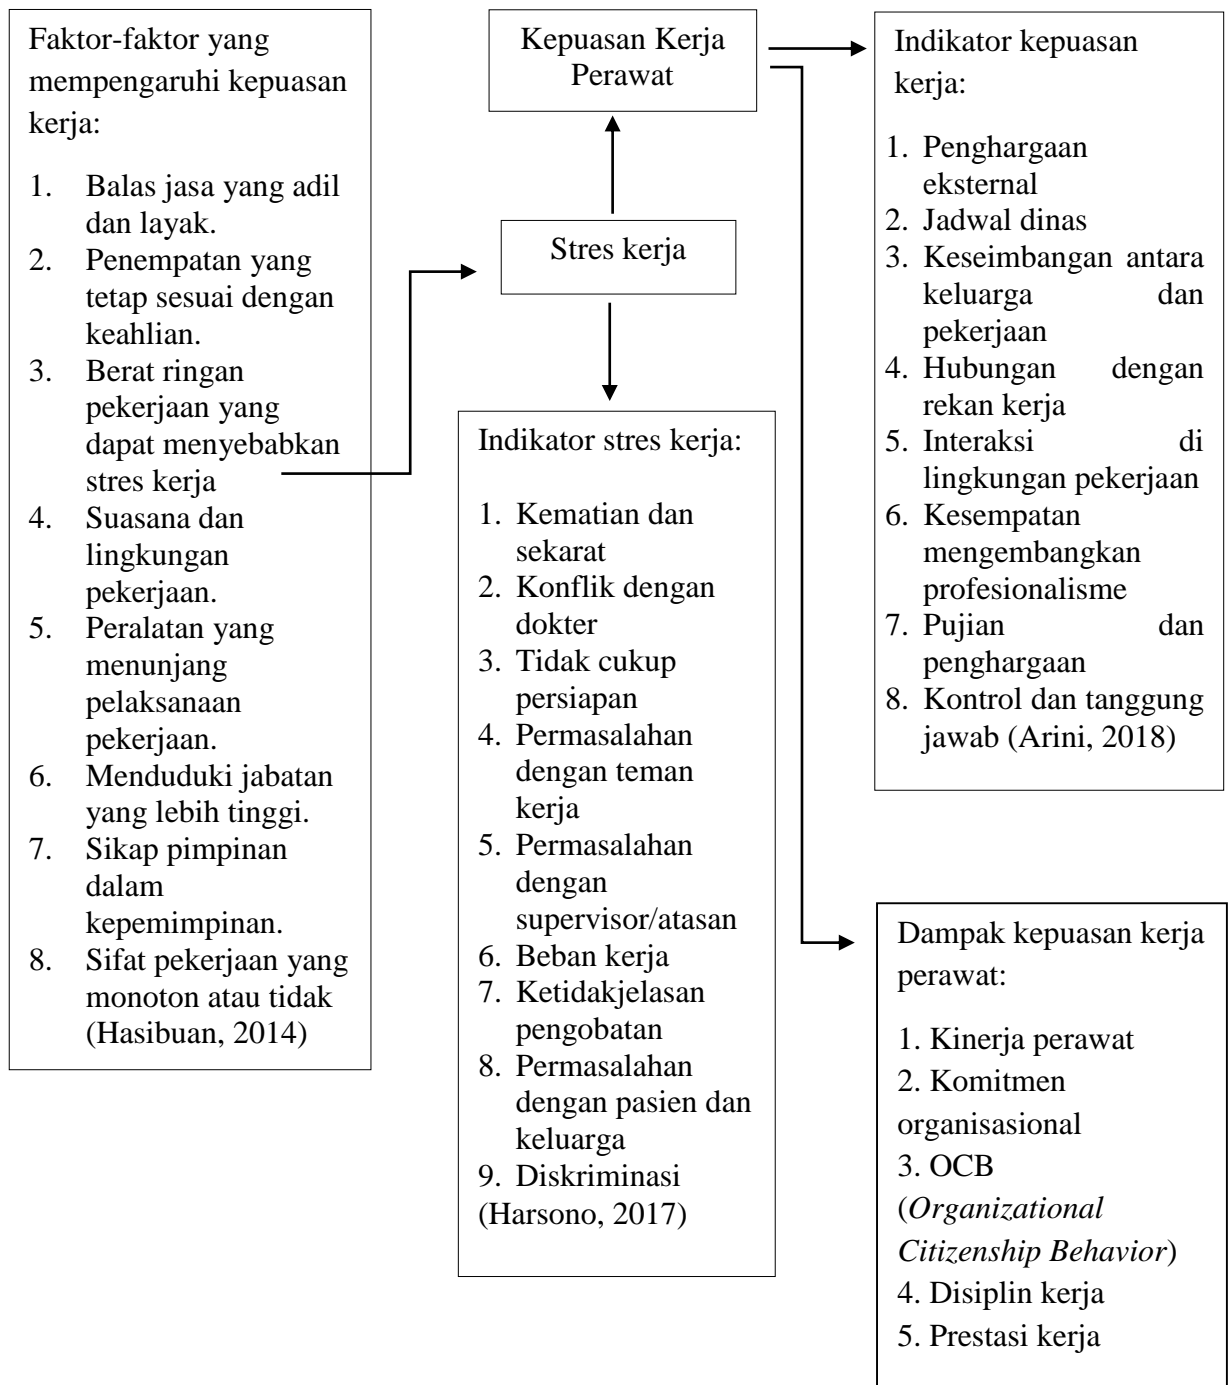 Faktor-faktor yang
mempengaruhi kepuasan
kerja:
1. Balas jasa yang adil
dan layak.
2. Penempatan yang
tetap sesuai dengan
keahlian.
3. Berat ringan
pekerjaan yang
dapat menyebabkan
stres kerja
4. Suasana dan
lingkungan
pekerjaan.
5. Peralatan yang
menunjang
pelaksanaan
pekerjaan.
6. Menduduki jabatan
yang lebih tinggi.
7. Sikap pimpinan
dalam
kepemimpinan.
8. Sifat pekerjaan yang
monoton atau tidak
(Hasibuan, 2014)
Kepuasan Kerja
Perawat
Stres kerja
Indikator stres kerja:
1. Kematian dan
sekarat
2. Konflik dengan
dokter
3. Tidak cukup
persiapan
4. Permasalahan
dengan teman
kerja
5. Permasalahan
dengan
supervisor/atasan
6. Beban kerja
7. Ketidakjelasan
pengobatan
8. Permasalahan
dengan pasien dan
keluarga
9. Diskriminasi
(Harsono, 2017)
Indikator kepuasan
kerja:
1. Penghargaan
eksternal
2. Jadwal dinas
3. Keseimbangan antara
keluarga dan
pekerjaan
4. Hubungan dengan
rekan kerja
5. Interaksi di
lingkungan pekerjaan
6. Kesempatan
mengembangkan
profesionalisme
7. Pujian dan
penghargaan
8. Kontrol dan tanggung
jawab (Arini, 2018)
Dampak kepuasan kerja
perawat:
1. Kinerja perawat
2. Komitmen
organisasional
3. OCB
(Organizational
Citizenship Behavior)
4. Disiplin kerja
5. Prestasi kerja